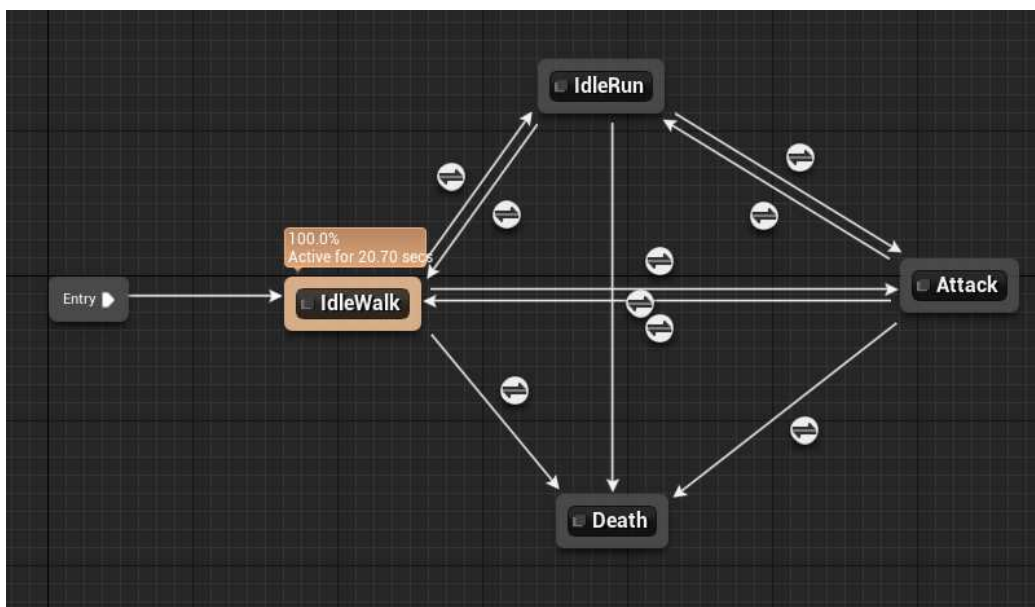 IdleRun
100.0%
Active for 20.70 secs
Entry
IdleWalk
Attack
Death